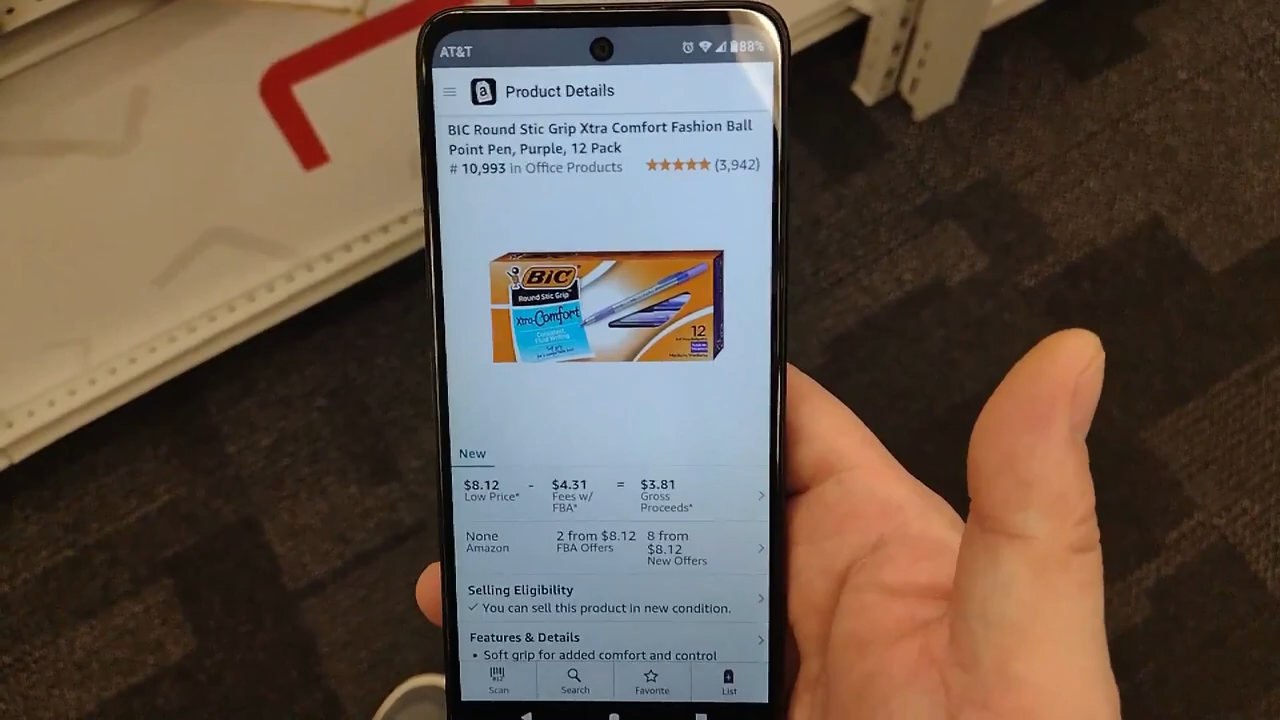 AT&T
88%
a
Product Details
BIC Round Stic Grip Xtra Comfort Fashion Ball
Point Pen, Purple, 12 Pack
# 10,993 in Office Products
(3,942)
BIC
Round Stic Grip
Xtra-Comfort
12
New
$8.12 - $4.31 = $3.81
Low Price* Fees w/ Gross
FBA* Proceeds*
None 2 from $8.12 8 from
Amazon FBA Offers $8.12
New Offers
Selling Eligibility
✓ You can sell this product in new condition.
Features & Details
• Soft grip for added comfort and control
Scan Search Favorite List